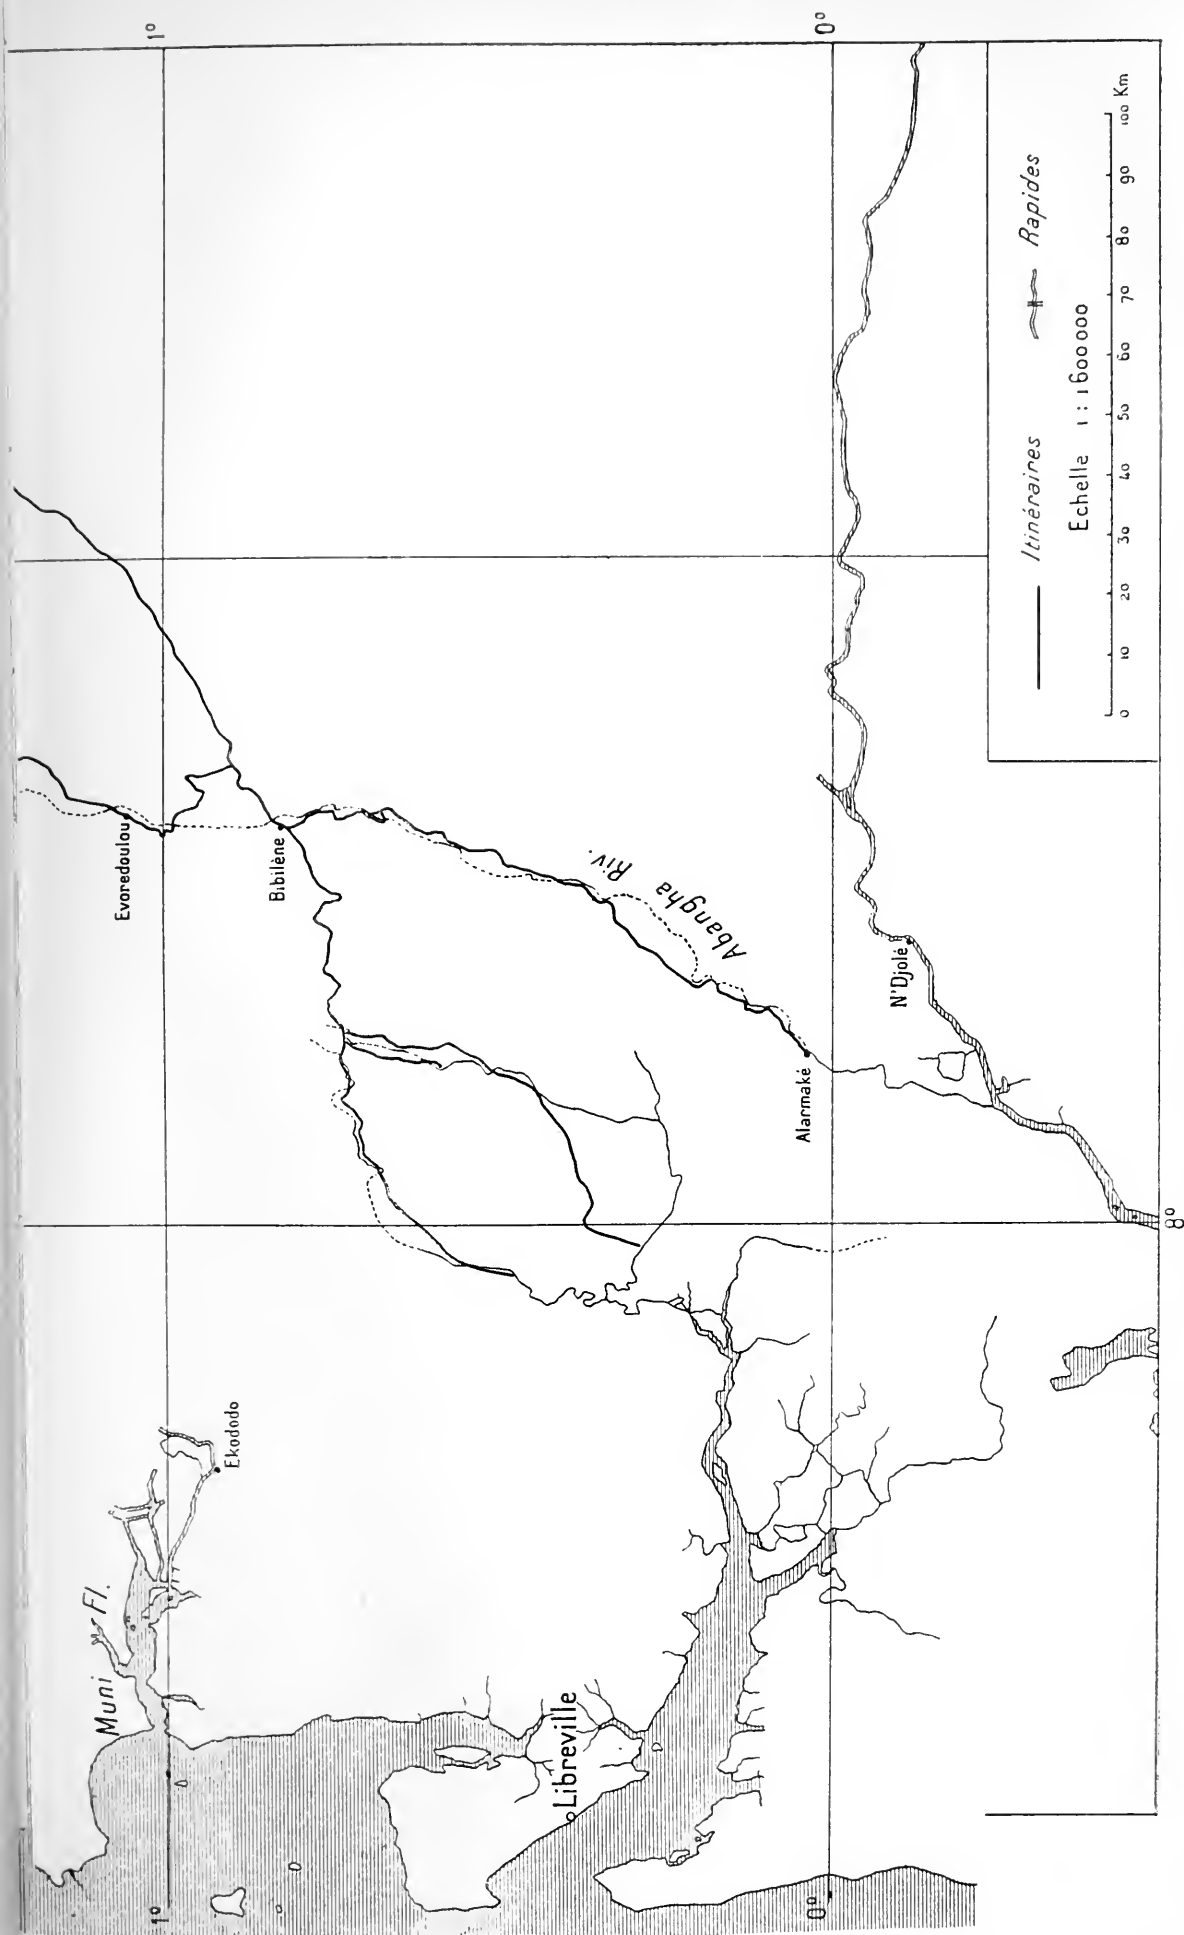 1°
0°
Muni Fl.
Ekododo
Evoredoulou
Bibilène
Abangha Riv.
Libreville
Alarmaké
N'Djolé
1°
0°
8°
Itinéraires
Rapides
Echelle 1 : 1600000
0 10 20 30 40 50 60 70 80 90 100 Km